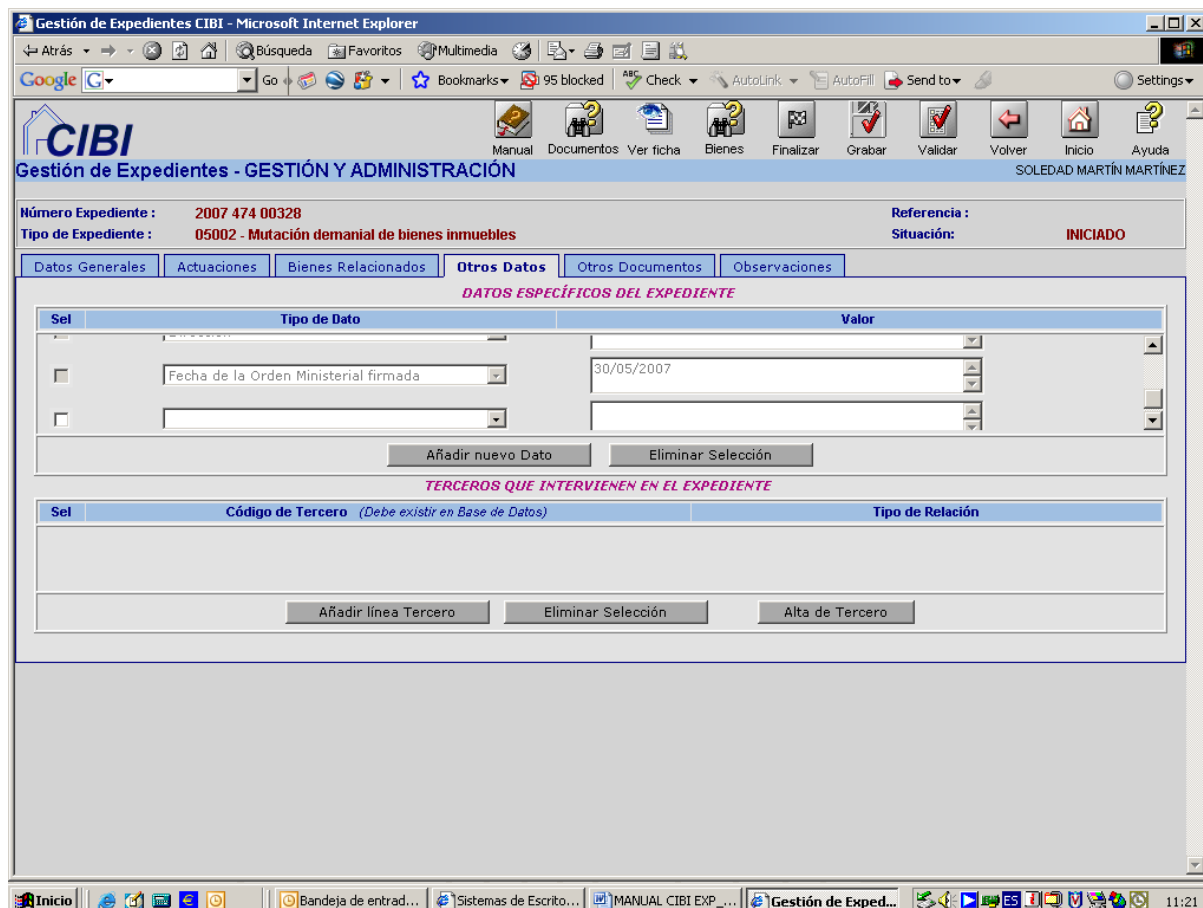 Gestión de Expedientes CIBI - Microsoft Internet Explorer
Atrás Búsqueda Favoritos Multimedia
Google G Go Bookmarks 95 blocked ABC Check AutoLink AutoFill Send to Settings
CIBI
Manual Documentos Ver ficha Bienes Finalizar Grabar Validar Volver Inicio Ayuda
Gestión de Expedientes - GESTIÓN Y ADMINISTRACIÓN SOLEDAD MARTÍN MARTÍNEZ
Número Expediente : 2007 474 00328 Referencia :
Tipo de Expediente : 05002 - Mutación demanial de bienes inmuebles Situación: INICIADO
Datos Generales Actuaciones Bienes Relacionados Otros Datos Otros Documentos Observaciones
DATOS ESPECÍFICOS DEL EXPEDIENTE
Sel Tipo de Dato Valor
Fecha de la Orden Ministerial firmada 30/05/2007
Añadir nuevo Dato Eliminar Selección
TERCEROS QUE INTERVIENEN EN EL EXPEDIENTE
Sel Código de Tercero (Debe existir en Base de Datos) Tipo de Relación
Añadir línea Tercero Eliminar Selección Alta de Tercero
Inicio Bandeja de entrad... Sistemas de Escrito... MANUAL CIBI EXP_... Gestión de Exped... ES 11:21